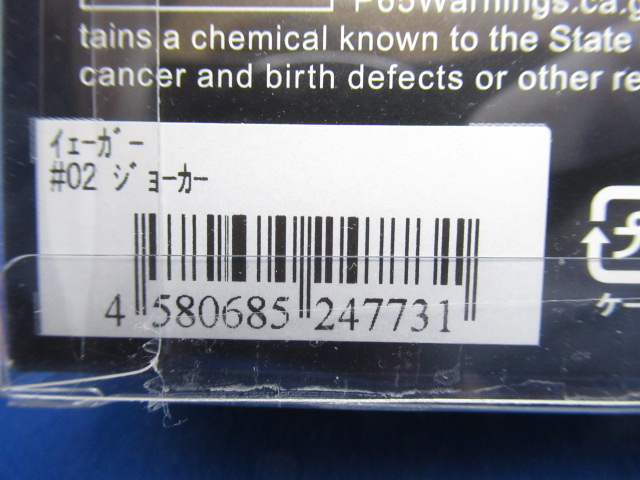 P65Warnings.ca.g
tains a chemical known to the State
cancer and birth defects or other re
ｲｪｰｶﾞｰ
#02 ｼﾞｮｰｶｰ
4 580685 247731
ケー